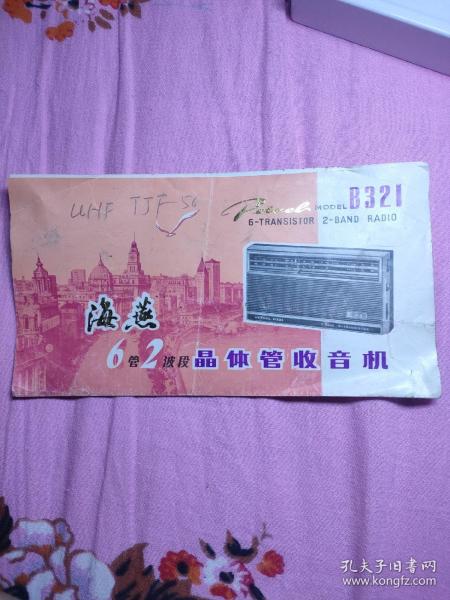 UHF TJF-56
Petrel MODEL B321
6-TRANSISTOR 2-BAND RADIO
海燕
6管2波段晶体管收音机
孔夫子旧书网
www.kongfz.com